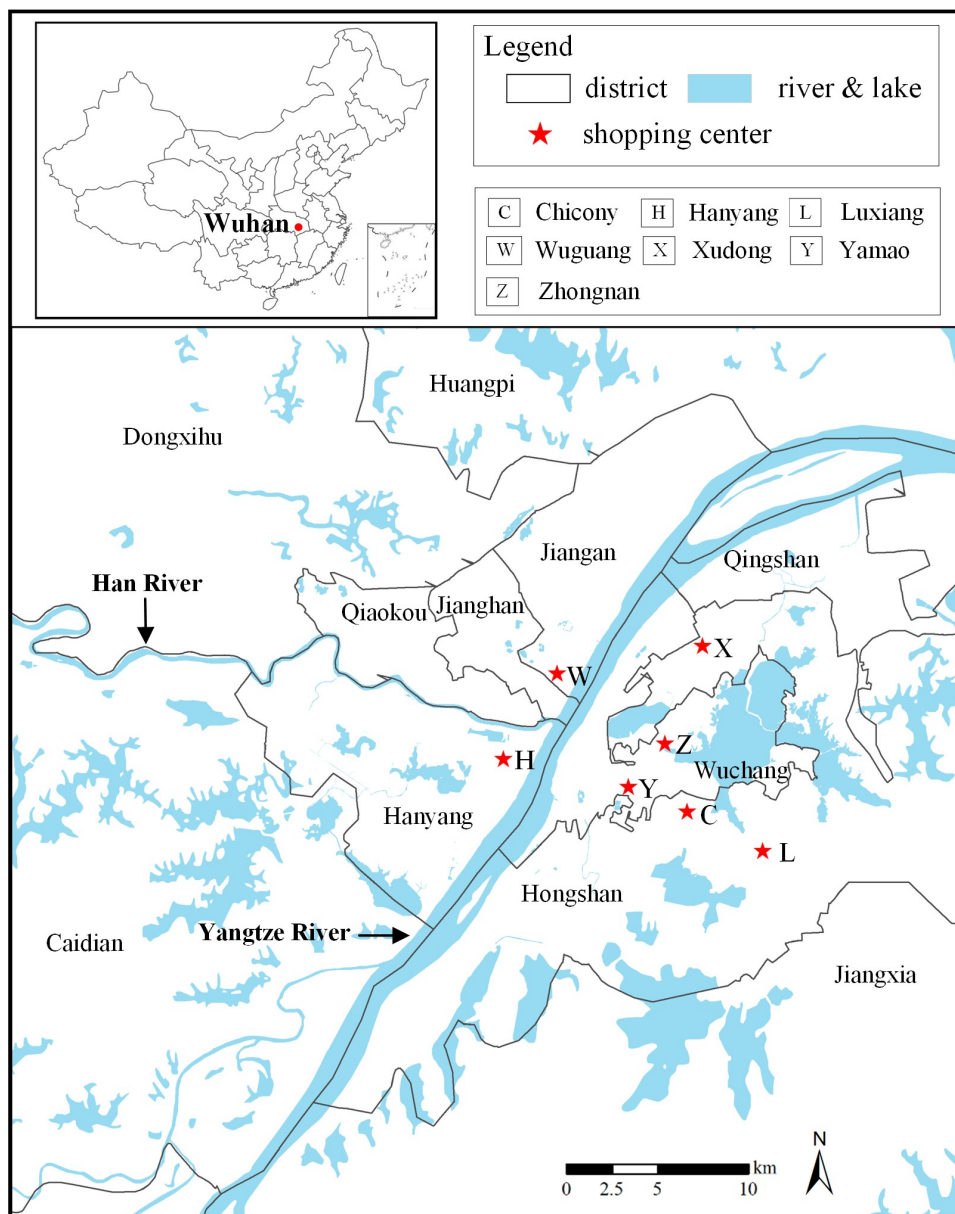 Wuhan
Legend
district
river & lake
shopping center
C Chicony H Hanyang L Luxiang
W Wuguang X Xudong Y Yamao
Z Zhongnan
Huangpi
Dongxihu
Jiangan
Qingshan
Han River
Qiaokou
Jianghan
X
W
Z
H
Wuchang
Y
Hanyang
C
L
Hongshan
Yangtze River
Caidian
Jiangxia
N
km
0 2.5 5 10